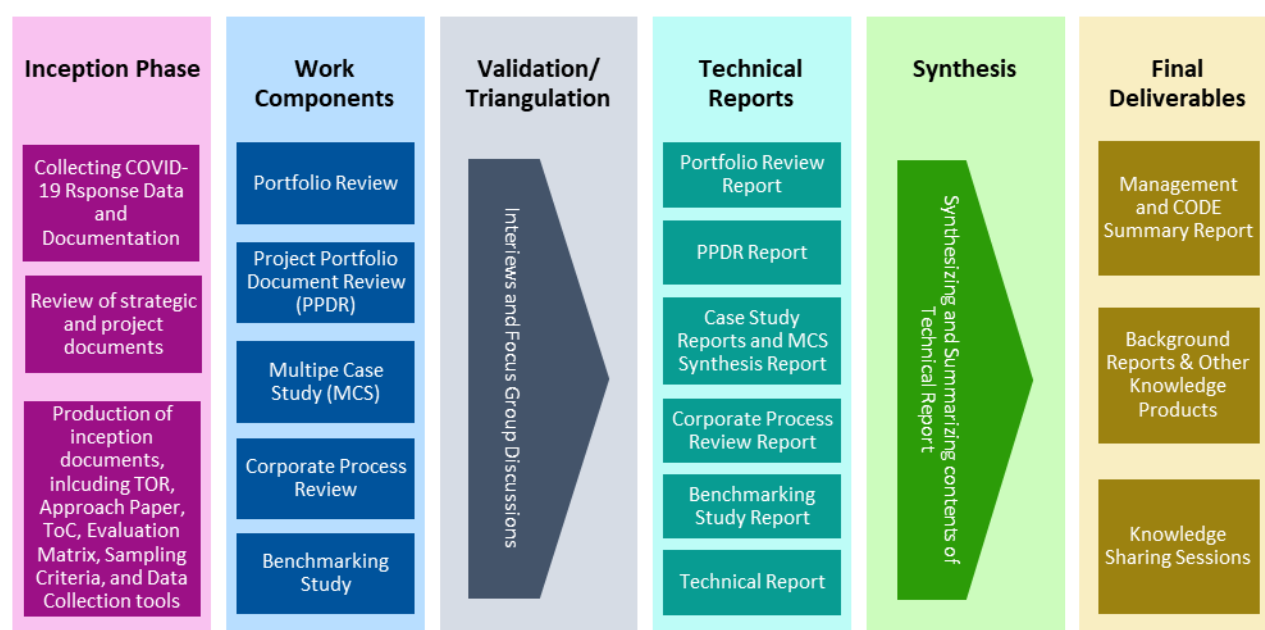 Inception Phase
Collecting COVID-
19 Rsponse Data
and
Documentation
Review of strategic
and project
documents
Production of
inception
documents,
inlcuding TOR,
Approach Paper,
ToC, Evaluation
Matrix, Sampling
Criteria, and Data
Collection tools
Work
Components
Portfolio Review
Project Portfolio
Document Review
(PPDR)
Multipe Case
Study (MCS)
Corporate Process
Review
Benchmarking
Study
Validation/
Triangulation
Interiews and Focus Group Discussions
Technical
Reports
Portfolio Review
Report
PPDR Report
Case Study
Reports and MCS
Synthesis Report
Corporate Process
Review Report
Benchmarking
Study Report
Technical Report
Synthesis
Synthesizing and Summarizing contents of
Technical Report
Final
Deliverables
Management
and CODE
Summary Report
Background
Reports & Other
Knowledge
Products
Knowledge
Sharing Sessions